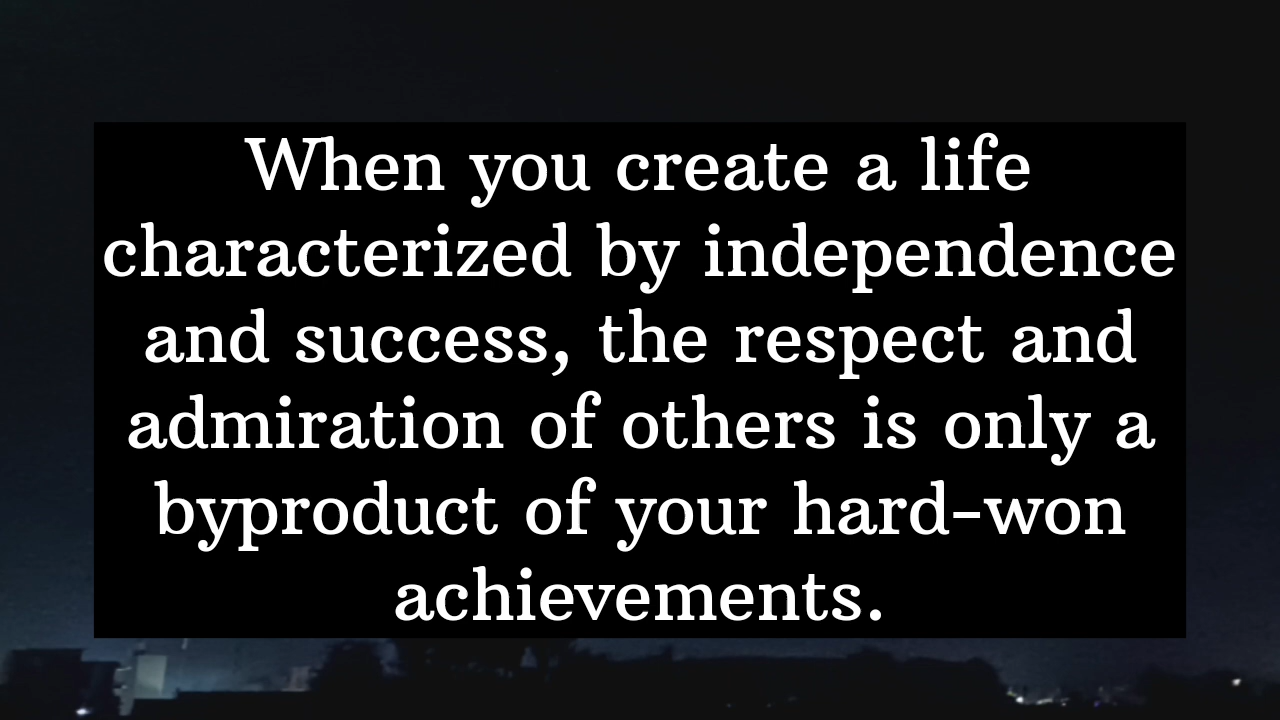 When you create a life
characterized by independence
and success, the respect and
admiration of others is only a
byproduct of your hard-won
achievements.